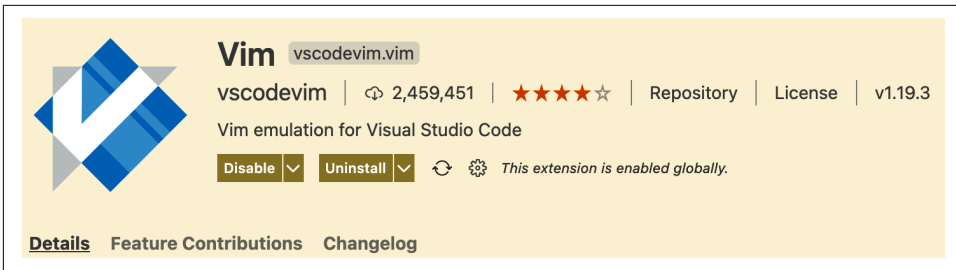 Vim vscodevim.vim
vscodevim 2,459,451 Repository License v1.19.3
Vim emulation for Visual Studio Code
Disable Uninstall This extension is enabled globally.
Details Feature Contributions Changelog